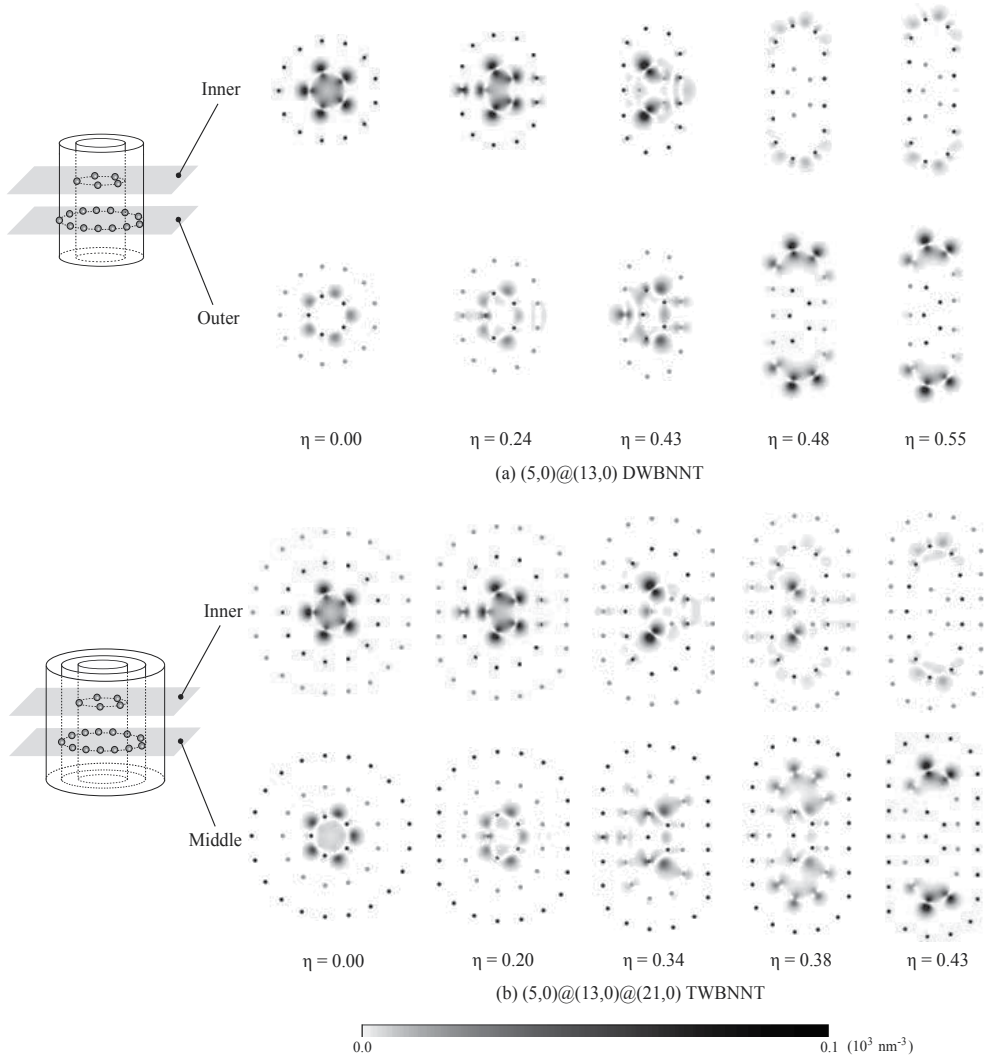 Inner
Outer
η = 0.00 η = 0.24 η = 0.43 η = 0.48 η = 0.55
(a) (5,0)@(13,0) DWBNNT
Inner
Middle
η = 0.00 η = 0.20 η = 0.34 η = 0.38 η = 0.43
(b) (5,0)@(13,0)@(21,0) TWBNNT
0.0 0.1 (10³ nm⁻³)